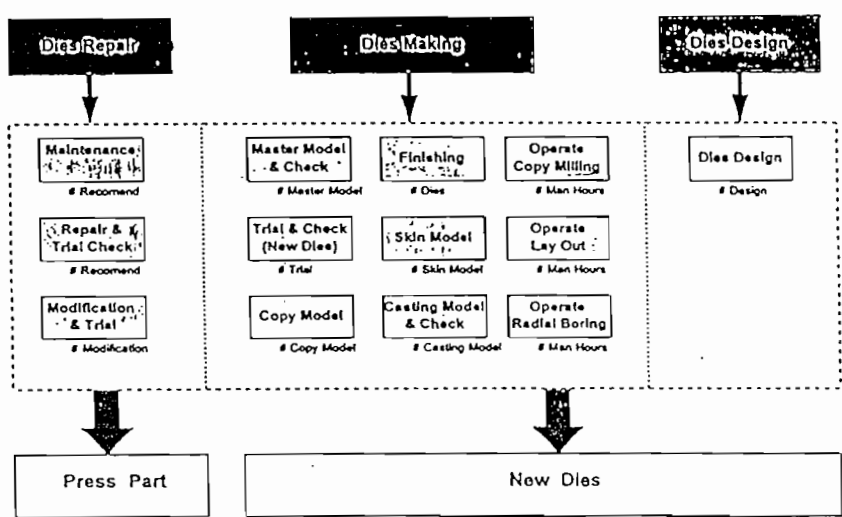 Dies Repair
Dies Making
Dies Design
Maintenance
# Recomend
Repair &
Trial Check
# Recomend
Modification
& Trial
# Modification
Master Model
& Check
# Master Model
Trial & Check
(New Dies)
# Trial
Copy Model
# Copy Model
Finishing
# Dies
Skin Model
# Skin Model
Casting Model
& Check
# Casting Model
Operate
Copy Milling
# Man Hours
Operate
Lay Out
# Man Hours
Operate
Radial Boring
# Man Hours
Dies Design
# Design
Press Part
New Dies